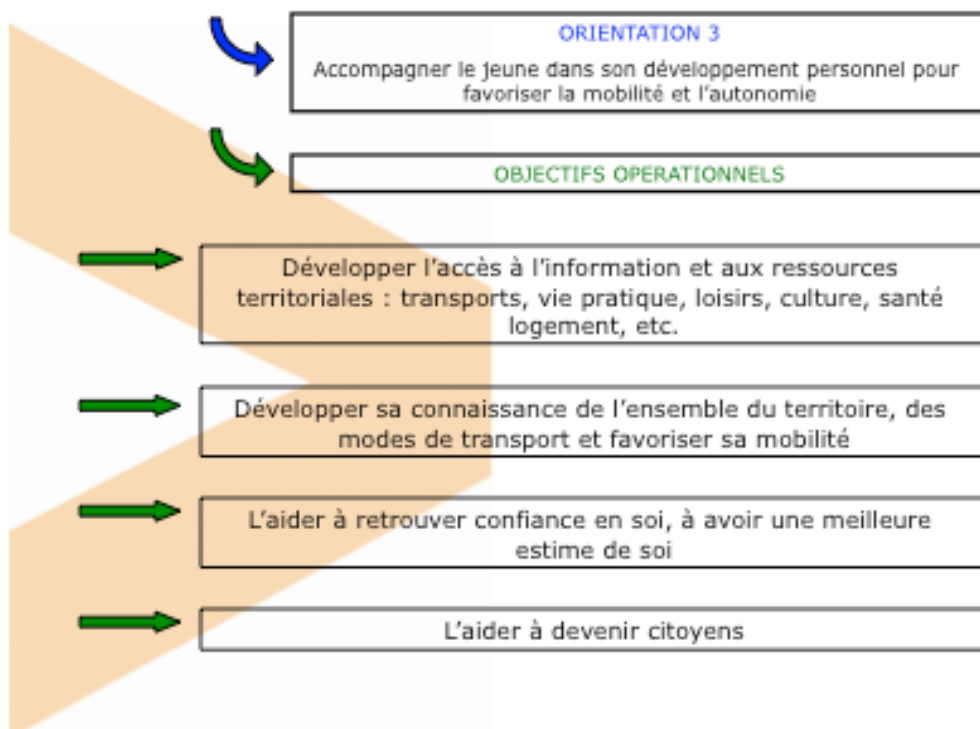 ORIENTATION 3
Accompagner le jeune dans son développement personnel pour
favoriser la mobilité et l'autonomie
OBJECTIFS OPERATIONNELS
Développer l'accès à l'information et aux ressources
territoriales : transports, vie pratique, loisirs, culture, santé
logement, etc.
Développer sa connaissance de l'ensemble du territoire, des
modes de transport et favoriser sa mobilité
L'aider à retrouver confiance en soi, à avoir une meilleure
estime de soi
L'aider à devenir citoyens